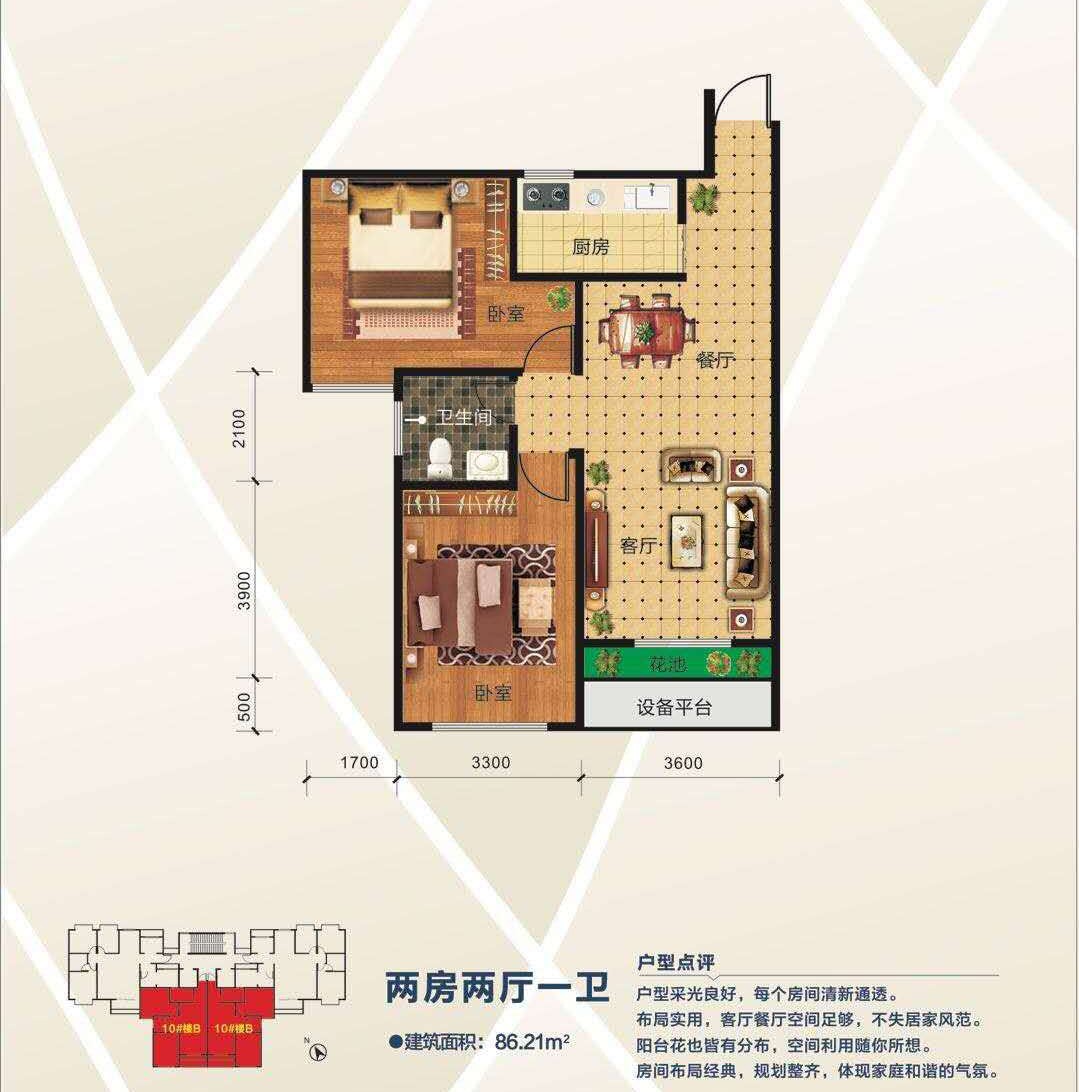 厨房
卧室
餐厅
卫生间
客厅
卧室
花池
设备平台
2100
3900
500
1700
3300
3600
10#楼B
10#楼B
N
两房两厅一卫
●建筑面积：86.21m²
户型点评
户型采光良好，每个房间清新通透。
布局实用，客厅餐厅空间足够，不失居家风范。
阳台花也皆有分布，空间利用随你所想。
房间布局经典，规划整齐，体现家庭和谐的气氛。